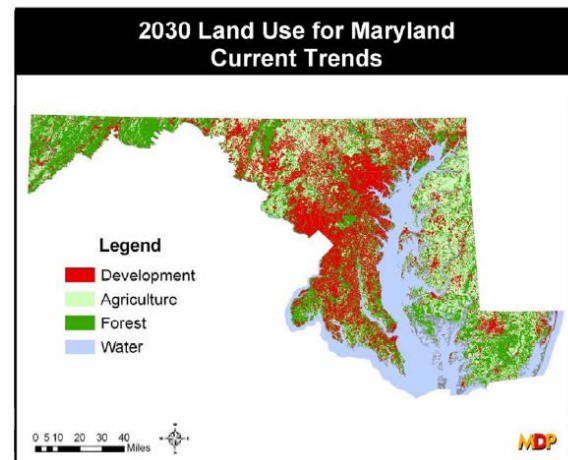 2030 Land Use for Maryland
Current Trends
Legend
Development
Agriculture
Forest
Water
0 5 10 20 30 40
Miles
MDP